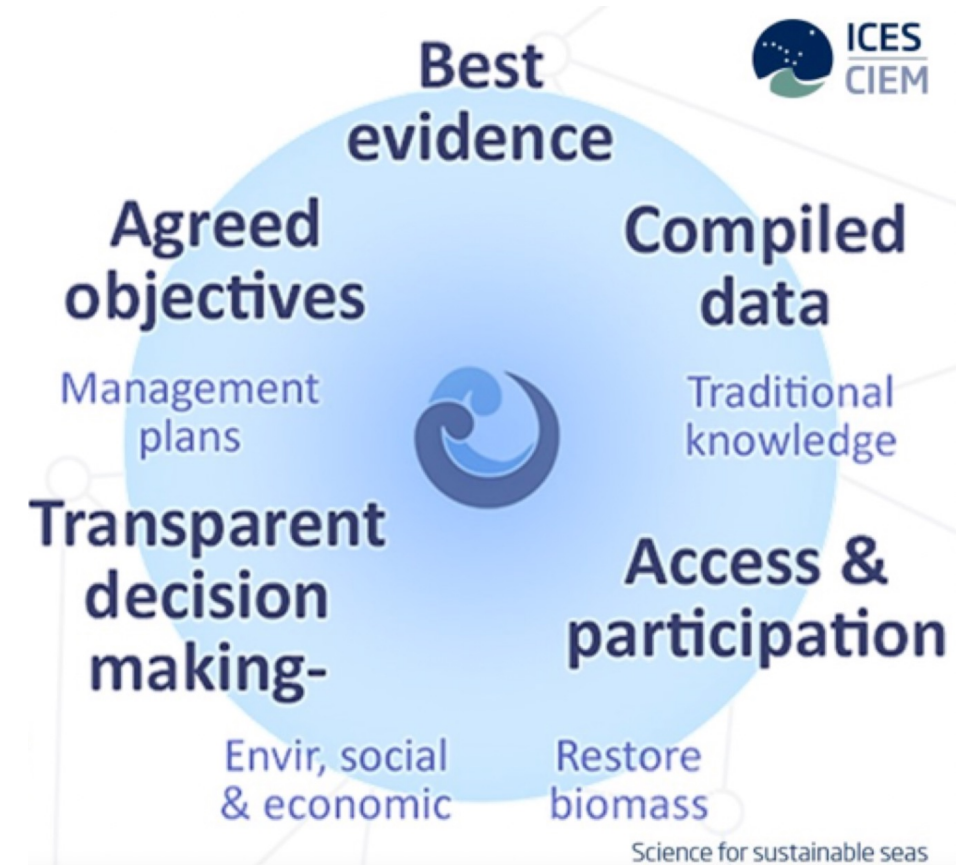 ICES
CIEM
Best
evidence
Agreed
objectives
Compiled
data
Management
plans
Traditional
knowledge
Transparent
decision
making-
Access &
participation
Envir, social
& economic
Restore
biomass
Science for sustainable seas